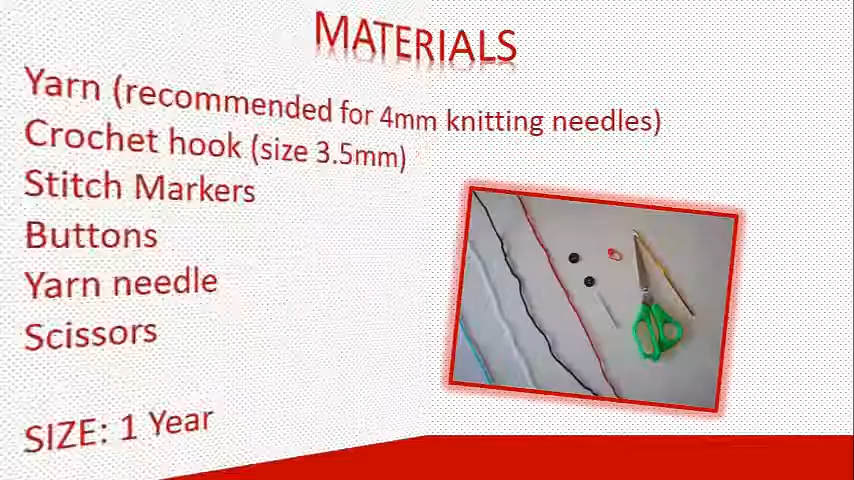 MATERIALS
Yarn (recommended for 4mm knitting needles)
Crochet hook (size 3.5mm)
Stitch Markers
Buttons
Yarn needle
Scissors
SIZE: 1 Year